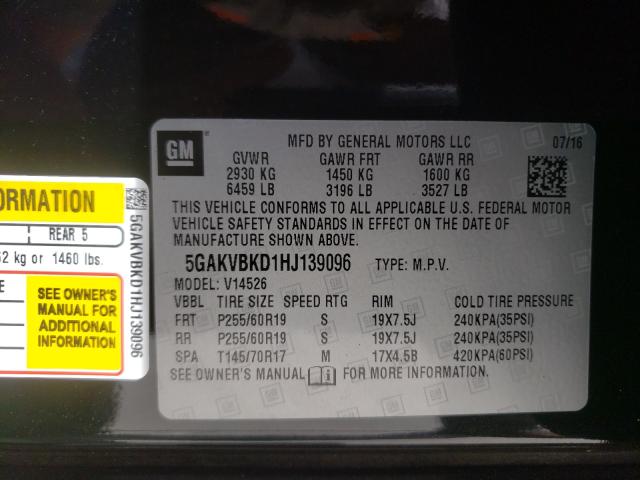 GM
MFD BY GENERAL MOTORS LLC 07/16
GVWR GAWR FRT GAWR RR
2930 KG 1450 KG 1600 KG
6459 LB 3196 LB 3527 LB
THIS VEHICLE CONFORMS TO ALL APPLICABLE U.S. FEDERAL MOTOR
VEHICLE SAFETY STANDARDS IN EFFECT ON THE DATE OF
MANUFACTURE SHOWN ABOVE.
5GAKVBKD1HJ139096 TYPE: M.P.V.
MODEL: V14526
VBBL TIRE SIZE SPEED RTG RIM COLD TIRE PRESSURE
FRT P255/60R19 S 19X7.5J 240KPA(35PSI)
RR P255/60R19 S 19X7.5J 240KPA(35PSI)
SPA T145/70R17 M 17X4.5B 420KPA(60PSI)
SEE OWNER'S MANUAL FOR MORE INFORMATION.
REAR 5
kg or 1460 lbs.
SEE OWNER'S
MANUAL FOR
ADDITIONAL
INFORMATION
5GAKVBKD1HJ139096